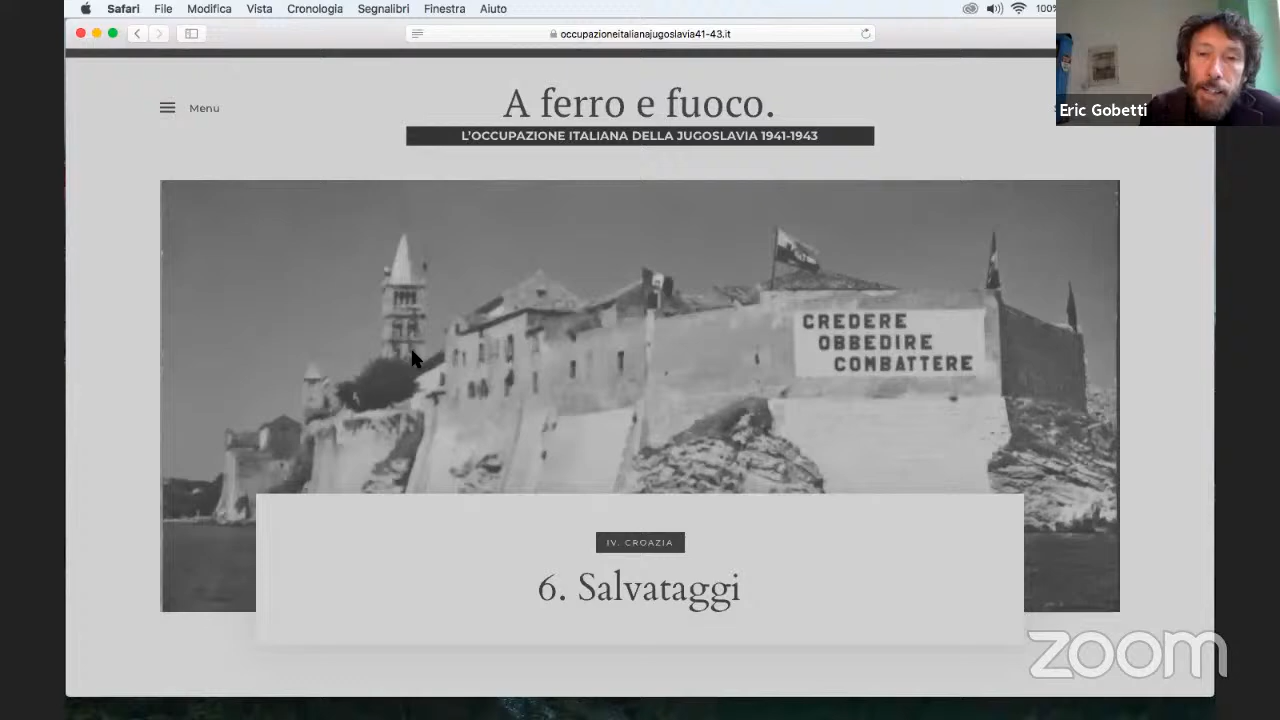 Safari File Modifica Vista Cronologia Segnalibri Finestra Aiuto 100%
occupazioneitalianajugoslavia41-43.it
Menu
A ferro e fuoco.
L'OCCUPAZIONE ITALIANA DELLA JUGOSLAVIA 1941-1943
Eric Gobetti
CREDERE
OBBEDIRE
COMBATTERE
IV. CROAZIA
6. Salvataggi
zoom